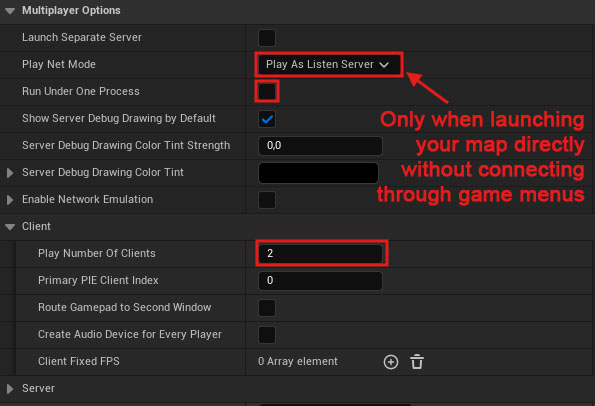 Multiplayer Options
Launch Separate Server
Play Net Mode Play As Listen Server
Run Under One Process
Show Server Debug Drawing by Default
Server Debug Drawing Color Tint Strength 0,0
Server Debug Drawing Color Tint
Enable Network Emulation
Only when launching
your map directly
without connecting
through game menus
Client
Play Number Of Clients 2
Primary PIE Client Index 0
Route Gamepad to Second Window
Create Audio Device for Every Player
Client Fixed FPS 0 Array element
Server